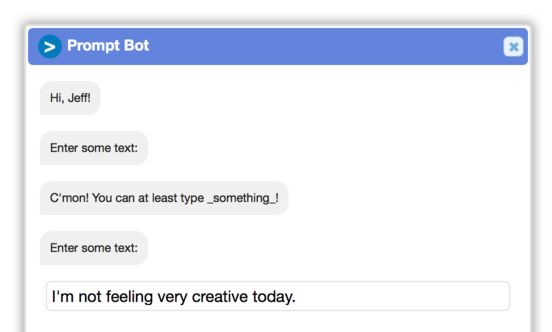 Prompt Bot
Hi, Jeff!
Enter some text:
C'mon! You can at least type _something_!
Enter some text:
I'm not feeling very creative today.